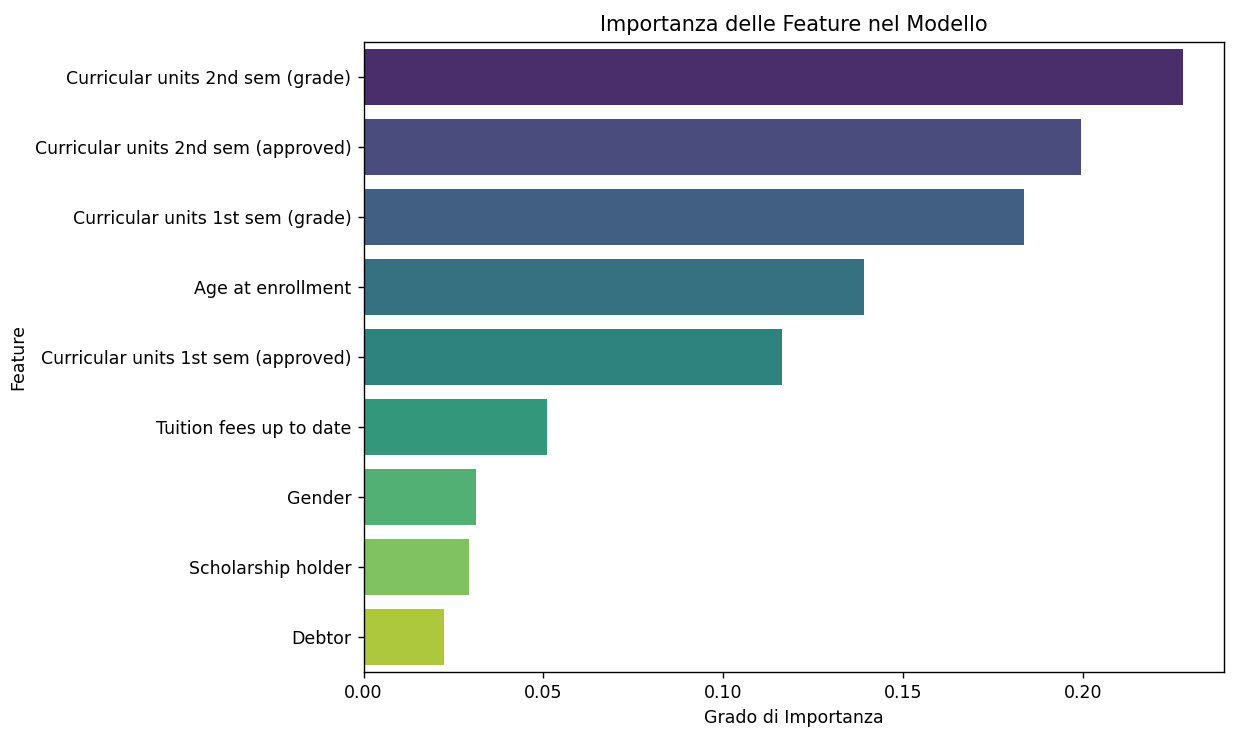 Importanza delle Feature nel Modello
Feature
Curricular units 2nd sem (grade)
Curricular units 2nd sem (approved)
Curricular units 1st sem (grade)
Age at enrollment
Curricular units 1st sem (approved)
Tuition fees up to date
Gender
Scholarship holder
Debtor
0.00 0.05 0.10 0.15 0.20
Grado di Importanza